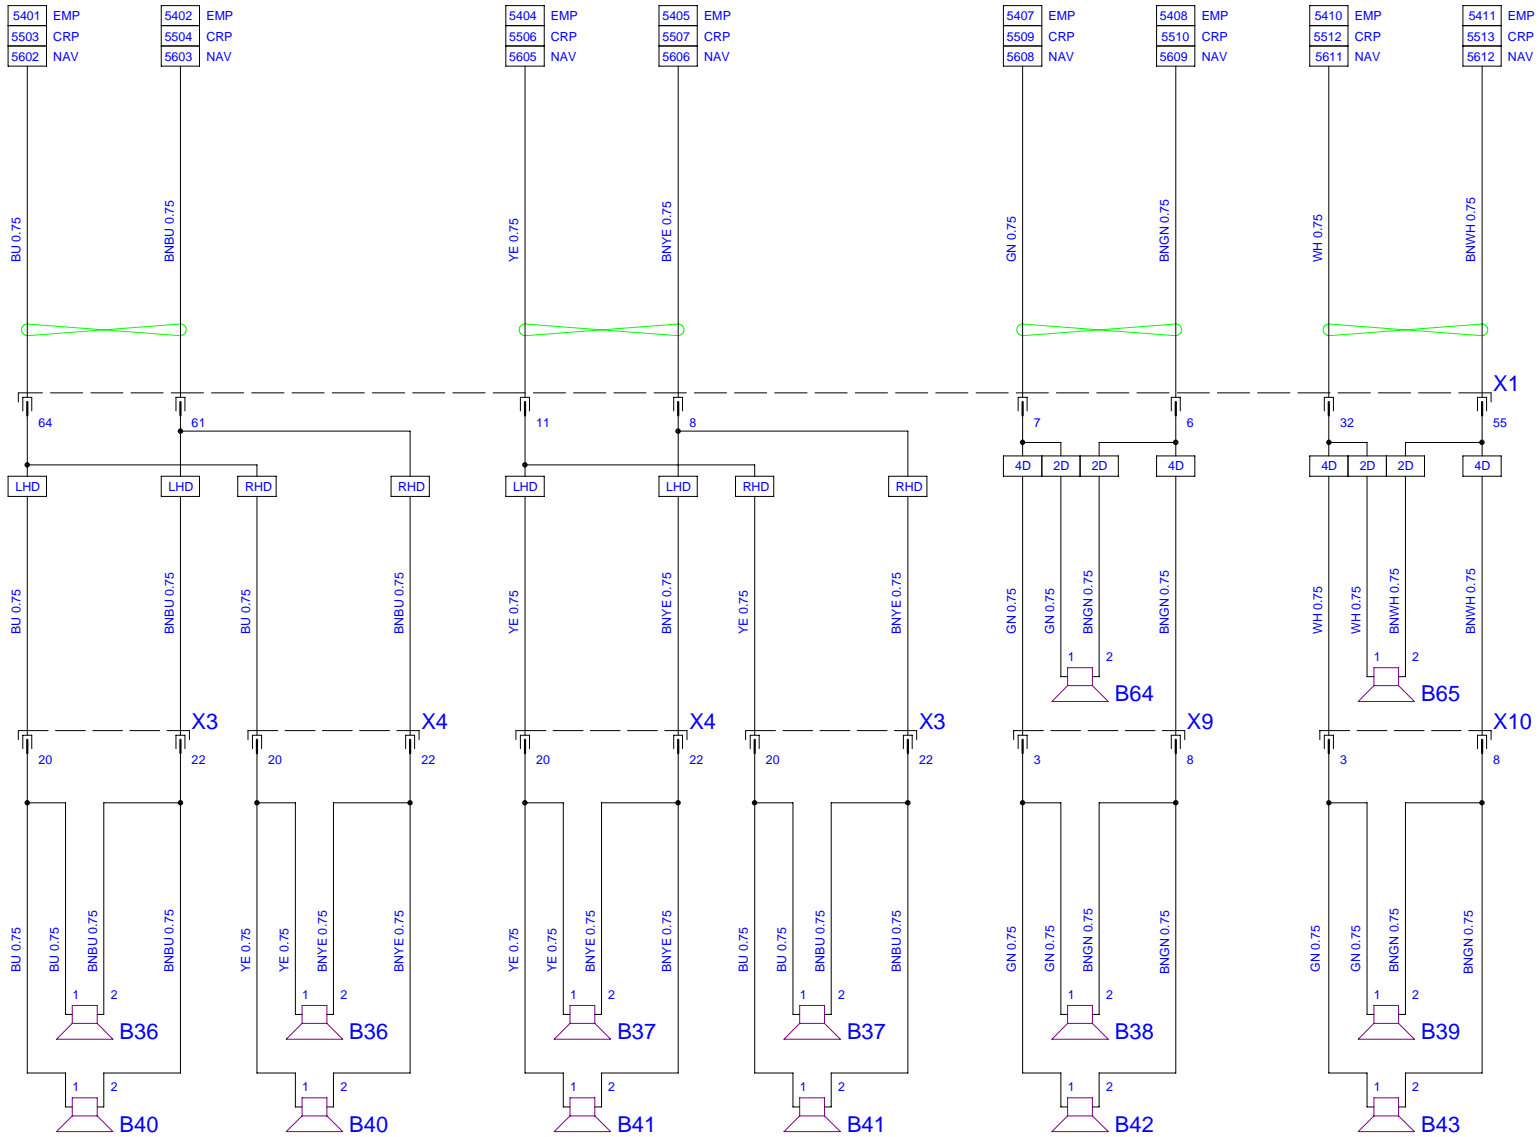 5401 EMP 5402 EMP 5404 EMP 5405 EMP 5407 EMP 5408 EMP 5410 EMP 5411 EMP
5503 CRP 5504 CRP 5506 CRP 5507 CRP 5509 CRP 5510 CRP 5512 CRP 5513 CRP
5602 NAV 5603 NAV 5605 NAV 5606 NAV 5608 NAV 5609 NAV 5611 NAV 5612 NAV
BU 0.75 BNBU 0.75 YE 0.75 BNYE 0.75 GN 0.75 BNGN 0.75 WH 0.75 BNWH 0.75
X1
64 61 11 8 7 6 32 55
4D 2D 2D 4D 4D 2D 2D 4D
LHD LHD RHD RHD LHD LHD RHD RHD
BU 0.75 BNBU 0.75 BU 0.75 BNBU 0.75 YE 0.75 BNYE 0.75 YE 0.75 BNYE 0.75 GN 0.75 GN 0.75 BNGN 0.75 BNGN 0.75 WH 0.75 WH 0.75 BNWH 0.75 BNWH 0.75
1 2 1 2
B64 B65
X3 X4 X4 X3 X9 X10
20 22 20 22 20 22 20 22 3 8 3 8
BU 0.75 BU 0.75 BNBU 0.75 BNBU 0.75 YE 0.75 YE 0.75 BNYE 0.75 BNYE 0.75 YE 0.75 YE 0.75 BNYE 0.75 BNYE 0.75 BU 0.75 BU 0.75 BNBU 0.75 BNBU 0.75 GN 0.75 GN 0.75 BNGN 0.75 BNGN 0.75 GN 0.75 GN 0.75 BNGN 0.75 BNGN 0.75
1 2 1 2 1 2 1 2 1 2 1 2
B36 B36 B37 B37 B38 B39
1 2 1 2 1 2 1 2 1 2 1 2
B40 B40 B41 B41 B42 B43